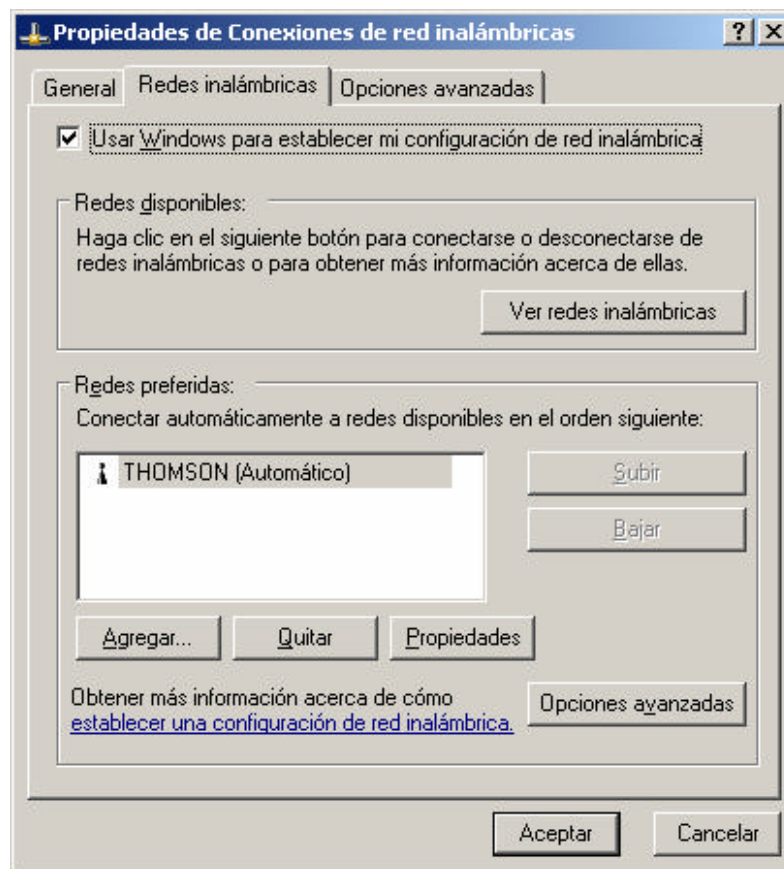 Propiedades de Conexiones de red inalámbricas
General
Redes inalámbricas
Opciones avanzadas
Usar Windows para establecer mi configuración de red inalámbrica
Redes disponibles:
Haga clic en el siguiente botón para conectarse o desconectarse de
redes inalámbricas o para obtener más información acerca de ellas.
Ver redes inalámbricas
Redes preferidas:
Conectar automáticamente a redes disponibles en el orden siguiente:
THOMSON (Automático)
Subir
Bajar
Agregar...
Quitar
Propiedades
Obtener más información acerca de cómo
establecer una configuración de red inalámbrica.
Opciones avanzadas
Aceptar
Cancelar